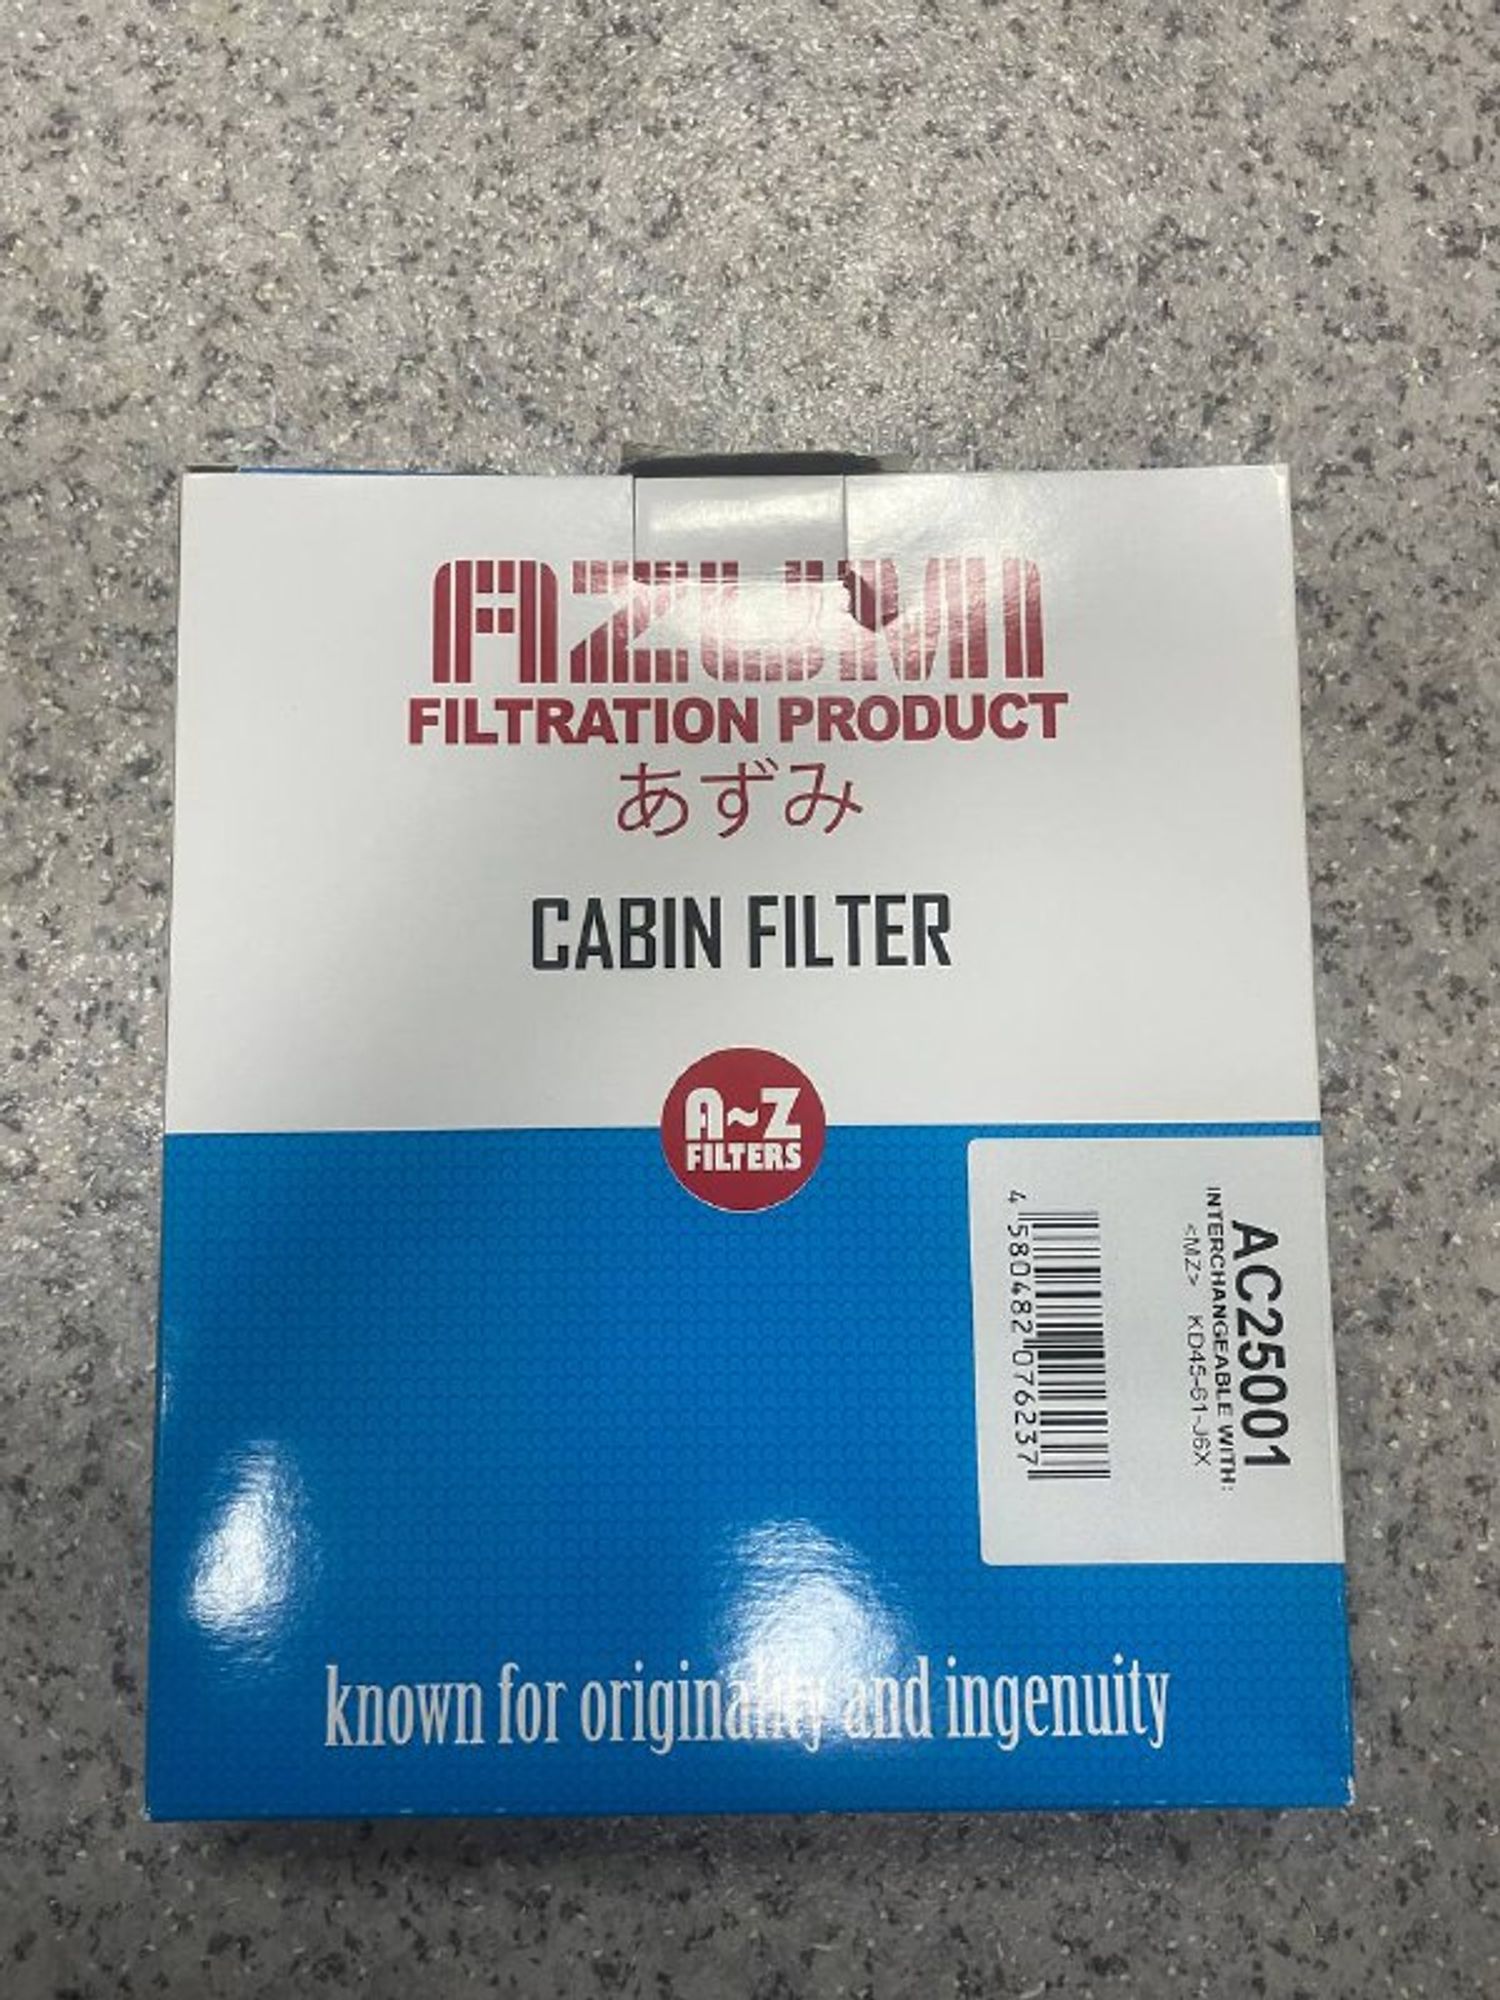 AZUMI
FILTRATION PRODUCT
あずみ
CABIN FILTER
A~Z
FILTERS
AC25001
INTERCHANGEABLE WITH:
<MZ> KD45-61-J6X
4 580482 076237
known for originality and ingenuity